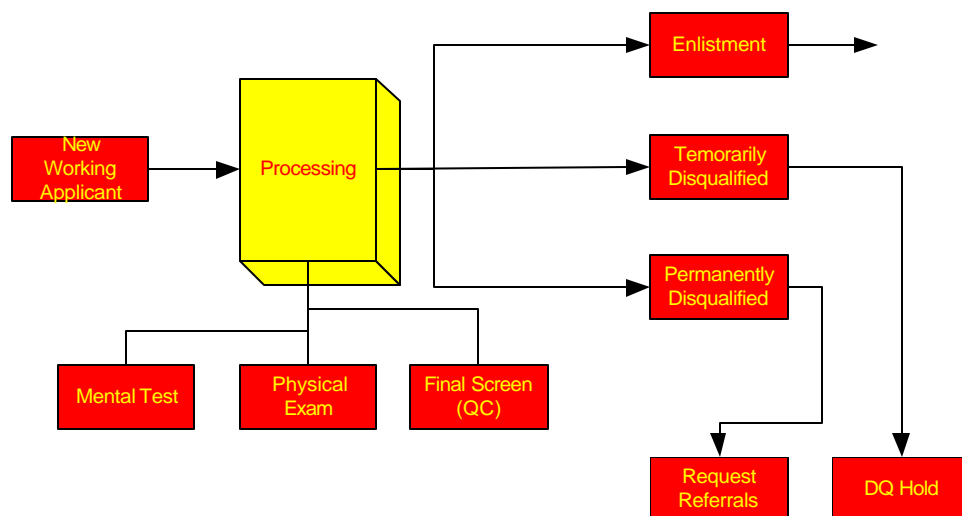 Enlistment
New
Working
Applicant
Processing
Temorarily
Disqualified
Permanently
Disqualified
Mental Test
Physical
Exam
Final Screen
(QC)
Request
Referrals
DQ Hold